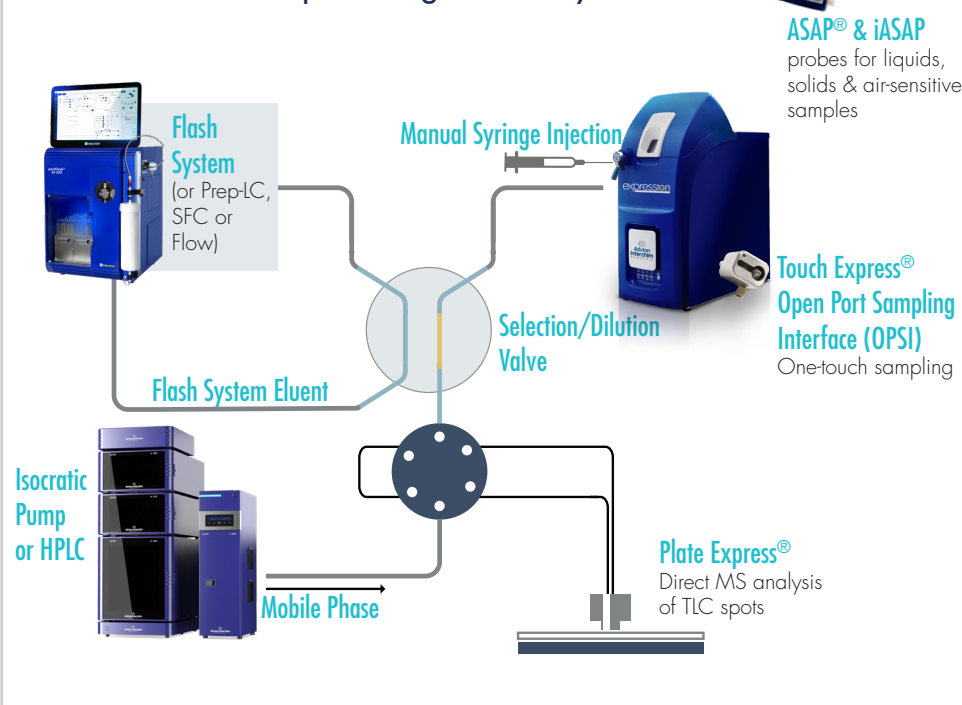 ASAP® & iASAP
probes for liquids,
solids & air-sensitive
samples
Flash
System
(or Prep-LC,
SFC or
Flow)
Manual Syringe Injection
expression
Advion
Interchim
Touch Express®
Open Port Sampling
Interface (OPSI)
One-touch sampling
Selection/Dilution
Valve
Flash System Eluent
Isocratic
Pump
or HPLC
Mobile Phase
Plate Express®
Direct MS analysis
of TLC spots